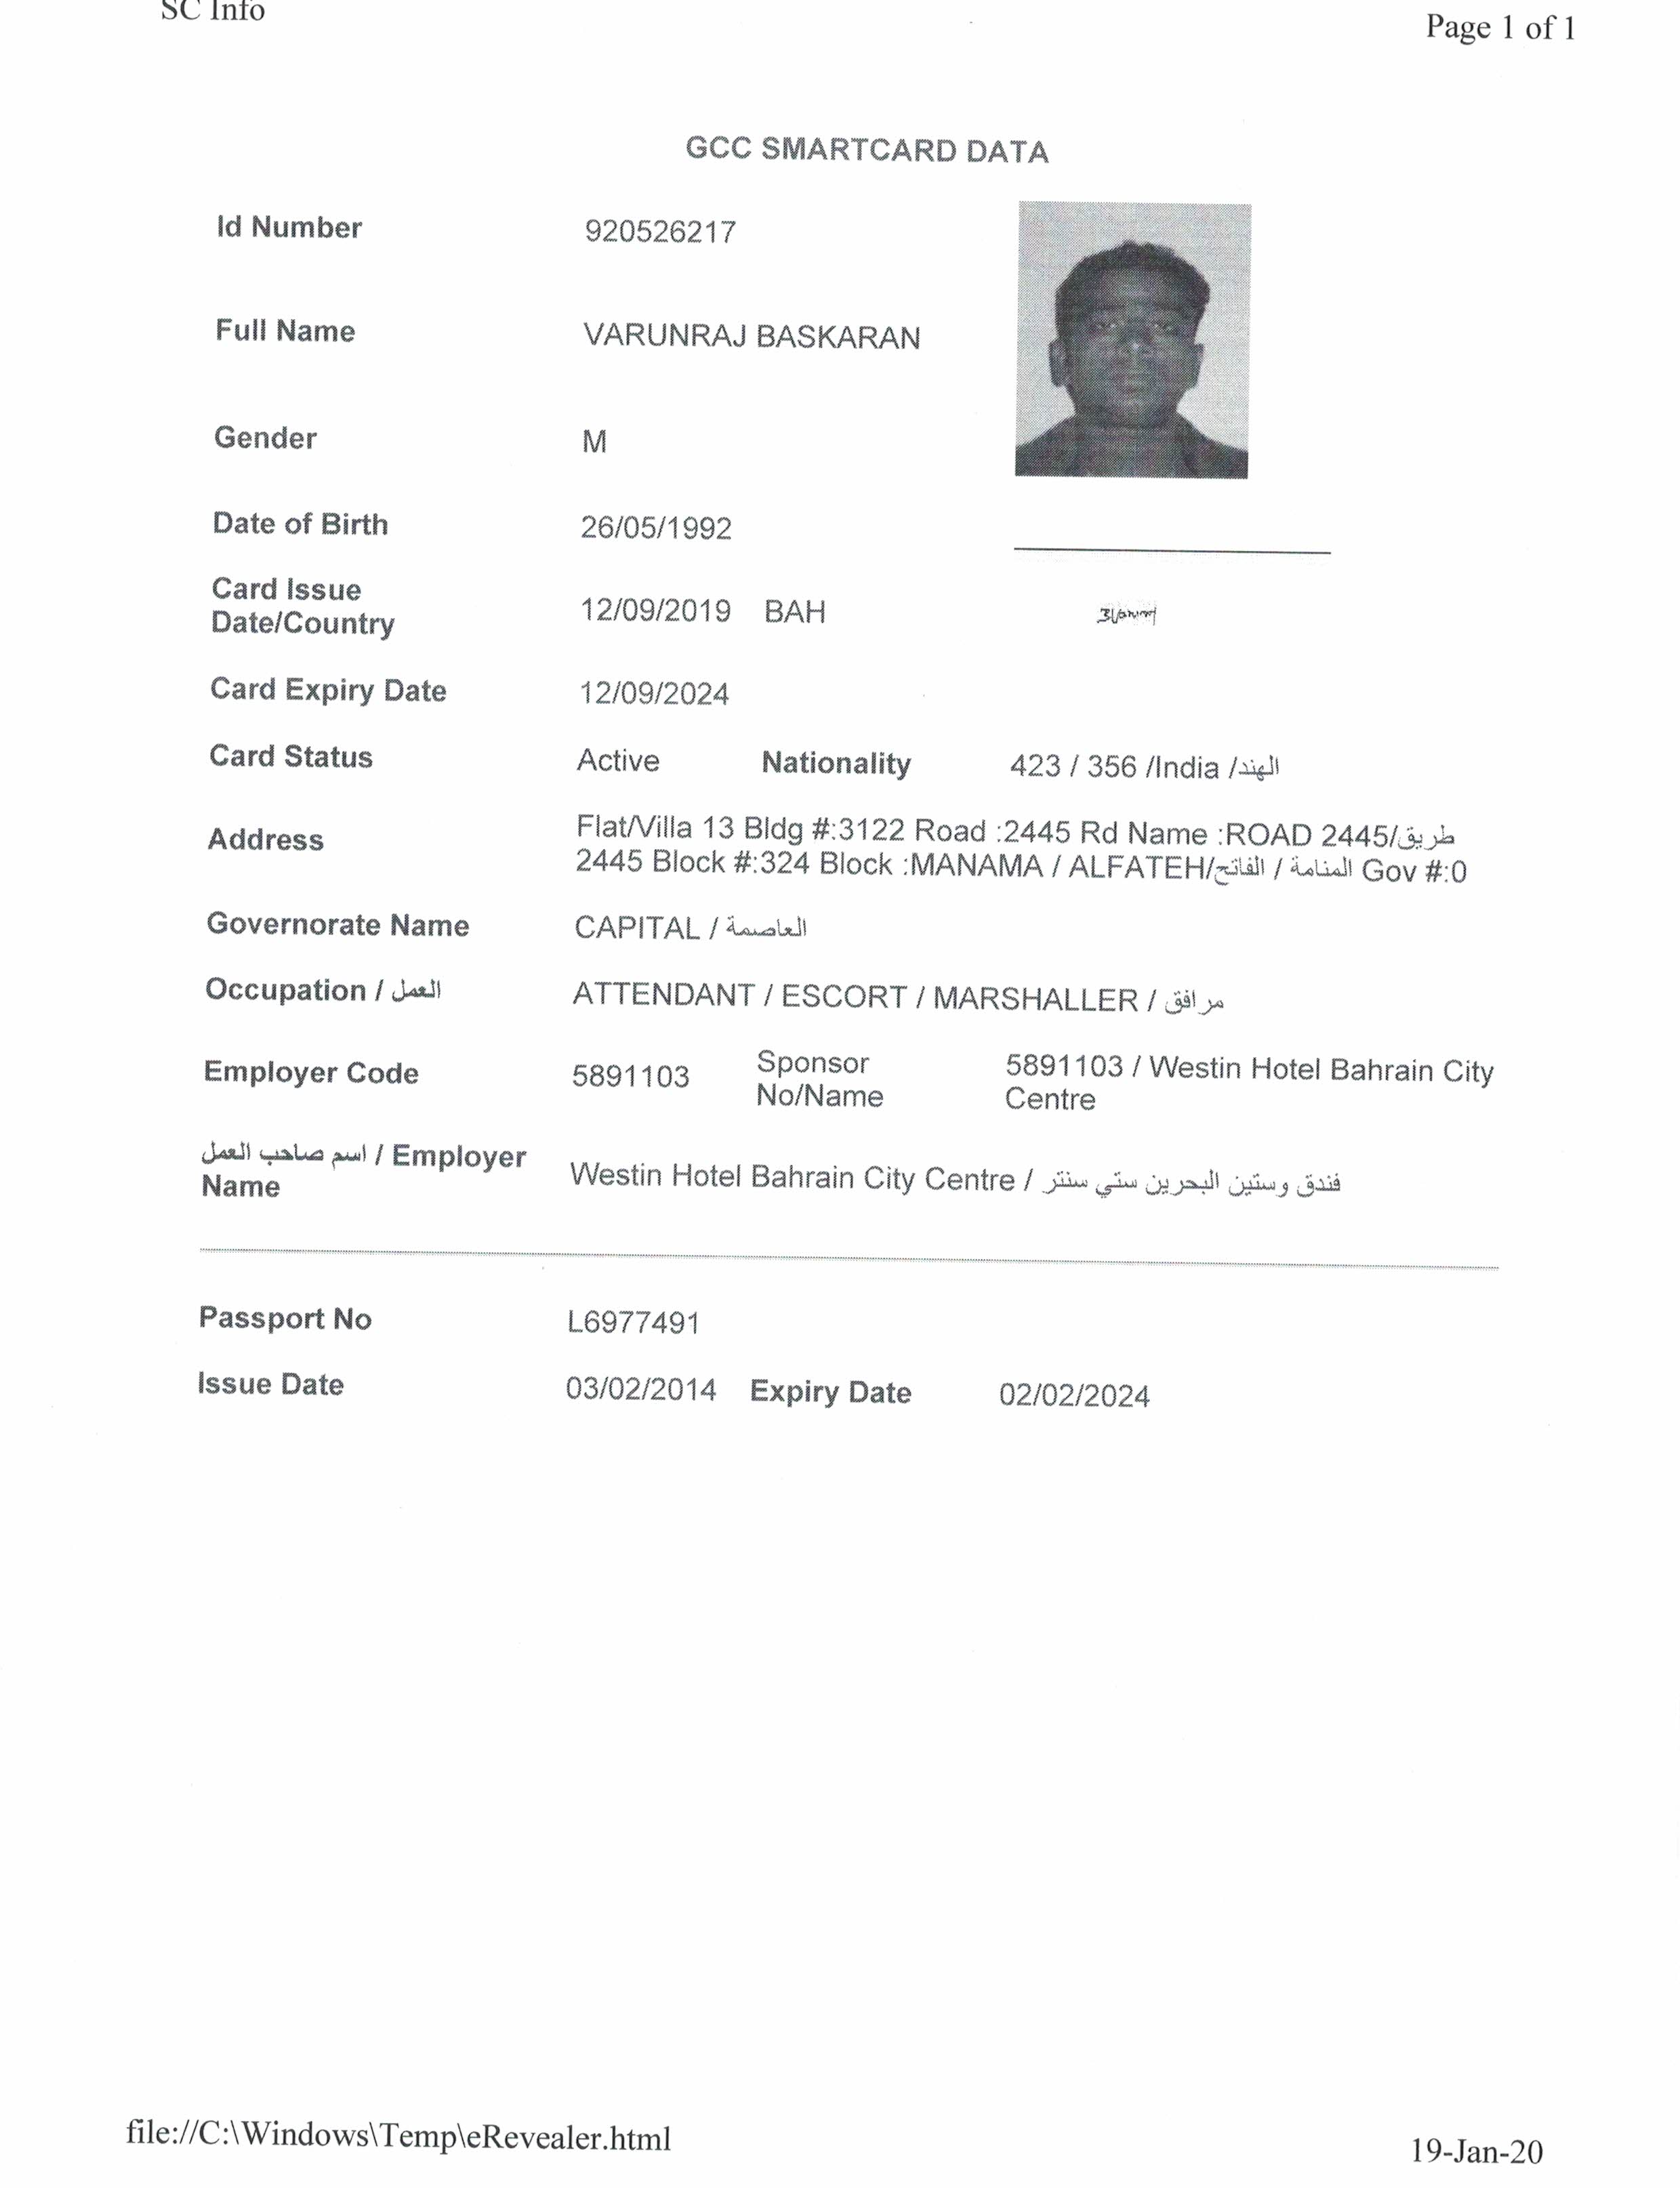 SC Info
Page 1 of 1
GCC SMARTCARD DATA
Id Number 920526217
Full Name VARUNRAJ BASKARAN
Gender M
Date of Birth 26/05/1992
Card Issue
Date/Country 12/09/2019 BAH
Card Expiry Date 12/09/2024
Card Status Active Nationality 423 / 356 /India /الهند
Address Flat/Villa 13 Bldg #:3122 Road :2445 Rd Name :ROAD 2445/طريق
2445 Block #:324 Block :MANAMA / ALFATEH/المنامة / الفاتح Gov #:0
Governorate Name CAPITAL / العاصمة
Occupation / العمل ATTENDANT / ESCORT / MARSHALLER / مرافق
Employer Code 5891103 Sponsor
No/Name 5891103 / Westin Hotel Bahrain City
Centre
اسم صاحب العمل / Employer
Name Westin Hotel Bahrain City Centre / فندق وستين البحرين ستي سنتر
Passport No L6977491
Issue Date 03/02/2014 Expiry Date 02/02/2024
file://C:\Windows\Temp\eRevealer.html
19-Jan-20